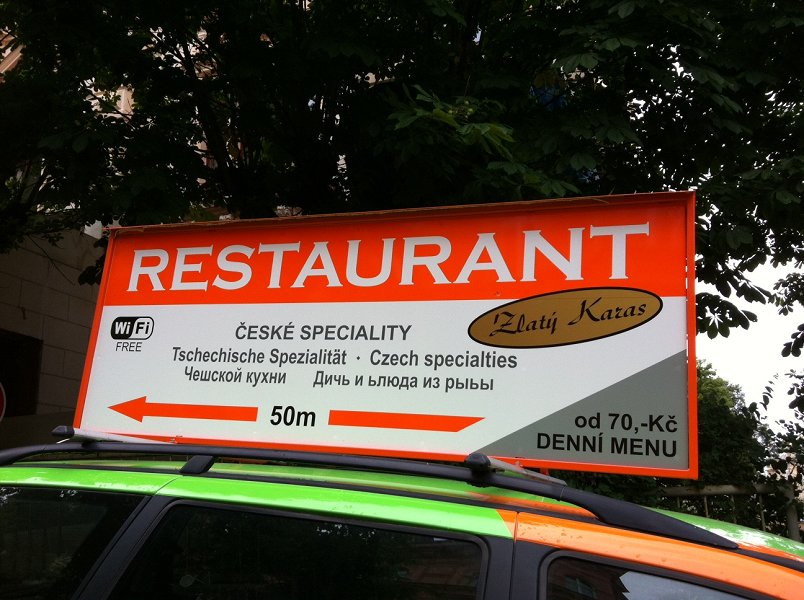 RESTAURANT
Zlatý Karas
WiFi
FREE
ČESKÉ SPECIALITY
Tschechische Spezialität · Czech specialties
Чешской кухни Дичь и ьлюда из рыьы
50m
od 70,-Kč
DENNÍ MENU